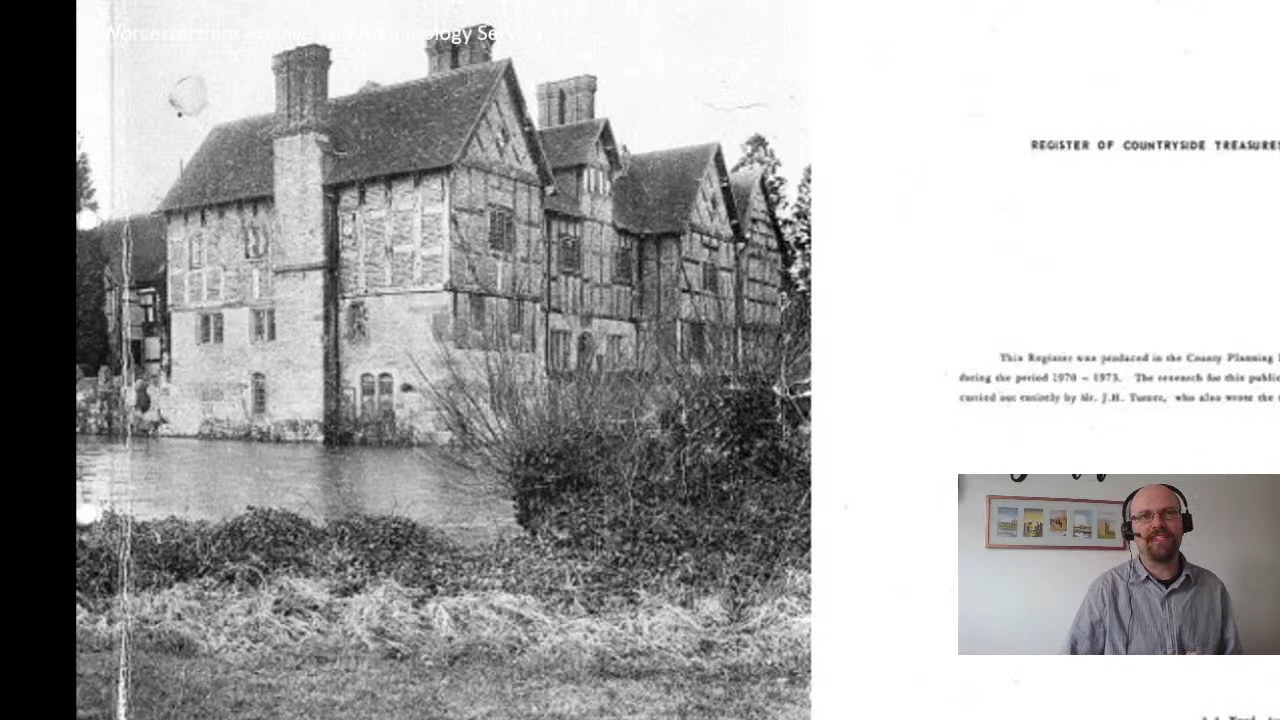 Worcestershire Archive and Archaeology Service
REGISTER OF COUNTRYSIDE TREASURES
This Register was produced in the County Planning
during the period 1970 - 1973. The research for this public
carried out entirely by Mr. J.H. Turner, who also wrote the